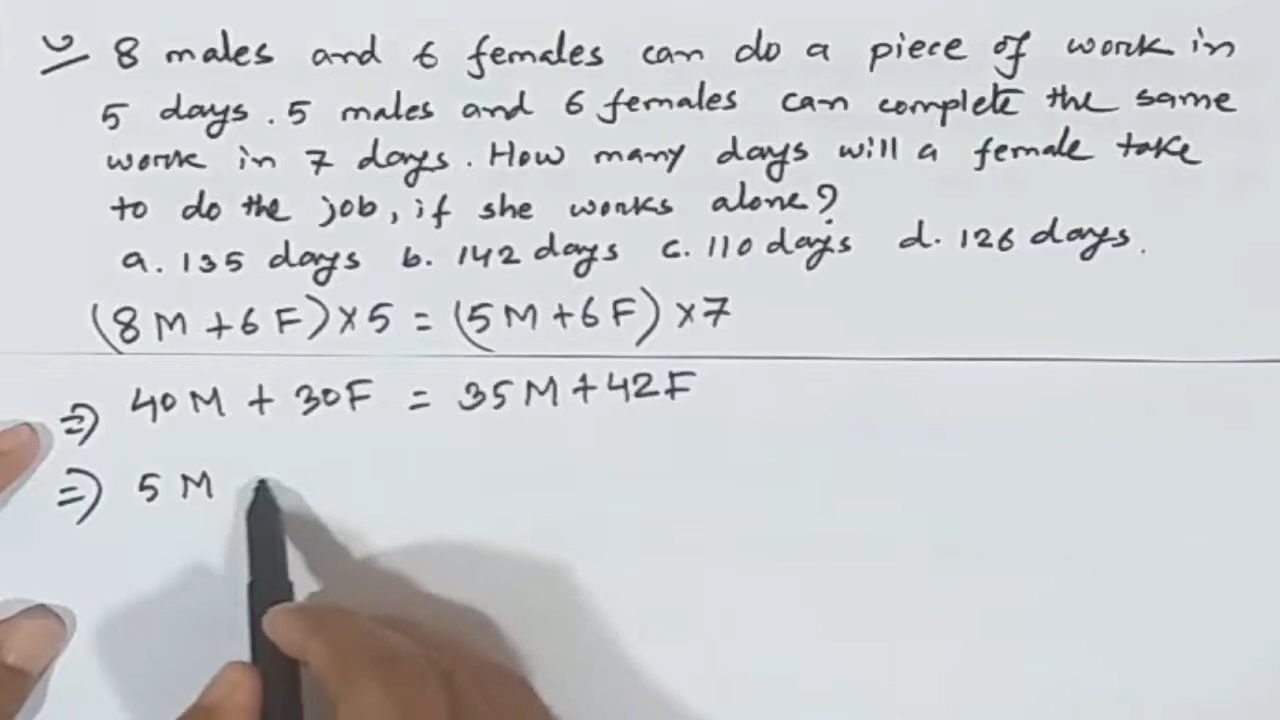 8 males and 6 females can do a piece of work in
5 days. 5 males and 6 females can complete the same
work in 7 days. How many days will a female take
to do the job, if she works alone?
a. 135 days b. 142 days c. 110 days d. 126 days.
(8M+6F)×5 = (5M+6F)×7
⇒ 40M + 30F = 35M+42F
⇒ 5M